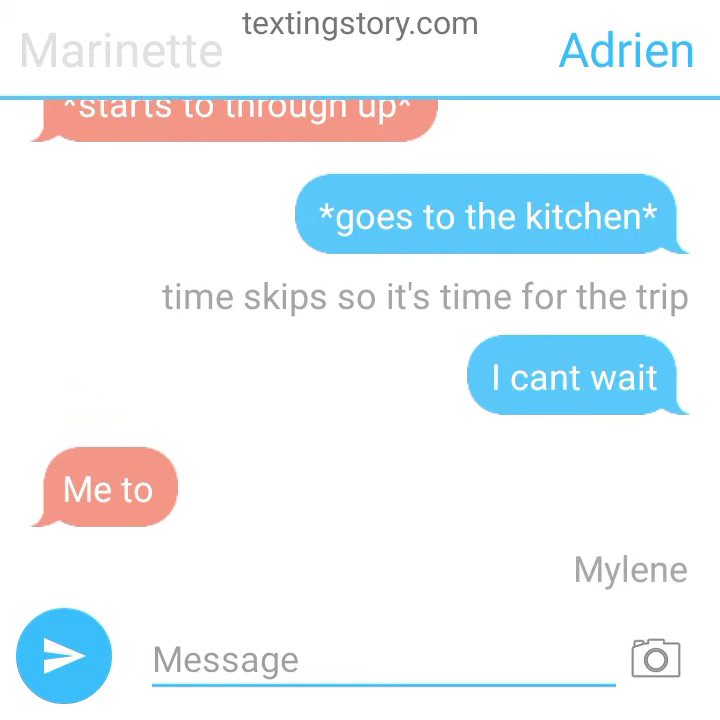 textingstory.com
Marinette
Adrien
*starts to through up*
*goes to the kitchen*
time skips so it's time for the trip
I cant wait
Me to
Mylene
Message